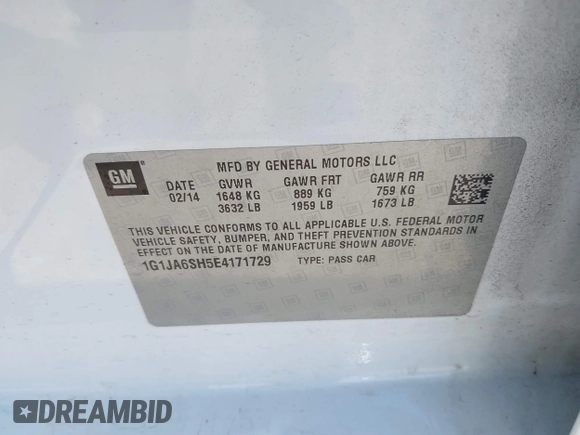 GM
MFD BY GENERAL MOTORS LLC
DATE GVWR GAWR FRT GAWR RR
02/14 1648 KG 889 KG 759 KG
3632 LB 1959 LB 1673 LB
THIS VEHICLE CONFORMS TO ALL APPLICABLE U.S. FEDERAL MOTOR
VEHICLE SAFETY, BUMPER, AND THEFT PREVENTION STANDARDS IN
EFFECT ON THE DATE OF MANUFACTURE SHOWN ABOVE.
1G1JA6SH5E4171729 TYPE: PASS CAR
DREAMBID